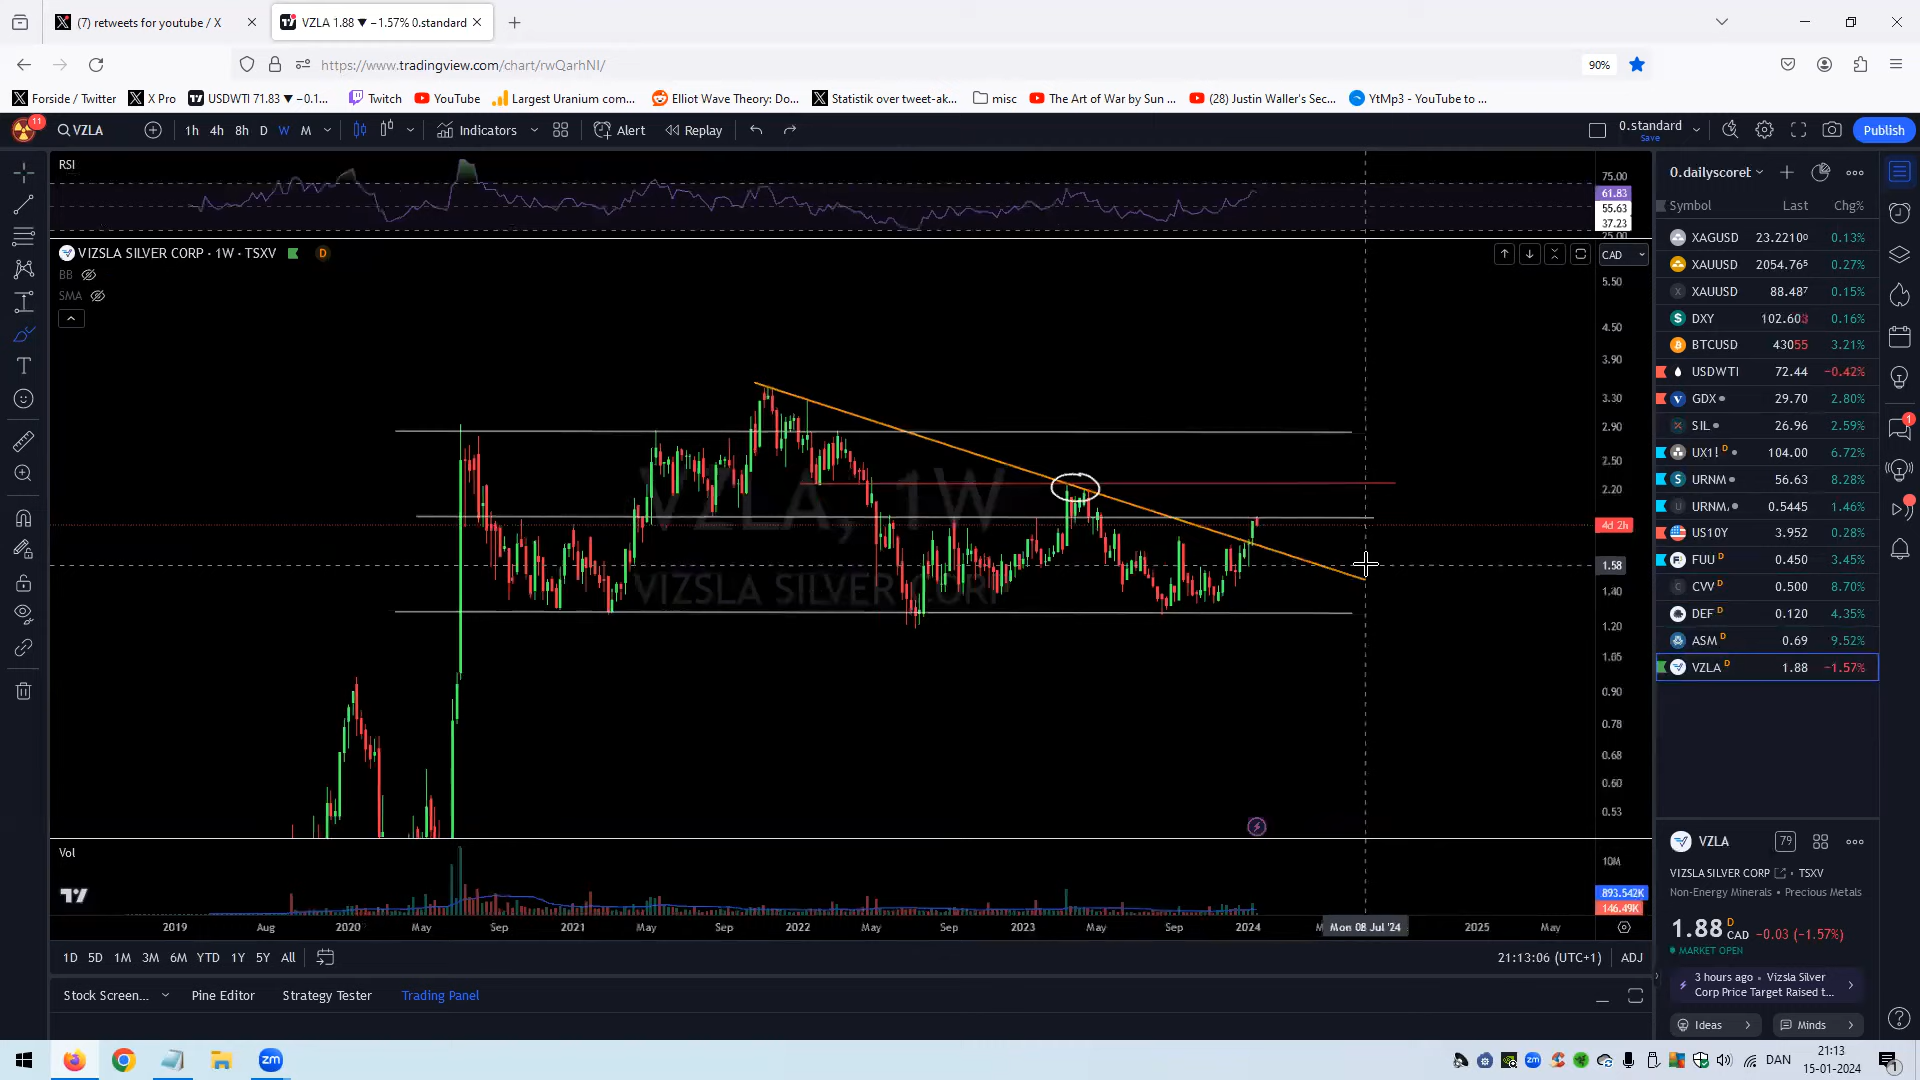 (7) retweets for youtube / X
VZLA 1.88 ▼ −1.57% 0.standard
https://www.tradingview.com/chart/rwQarhNI/
90%
Forside / Twitter
X Pro
USDWTI 71.83 ▼ −0.1...
Twitch
YouTube
Largest Uranium com...
Elliot Wave Theory: Do...
Statistik over tweet-ak...
misc
The Art of War by Sun ...
(28) Justin Waller's Sec...
YtMp3 - YouTube to ...
11
VZLA
1h 4h 8h D W M
Indicators
Alert
Replay
0.standard
Save
Publish
RSI
75.00
61.83
55.63
37.23
25.00
VIZSLA SILVER CORP · 1W · TSXV
D
CAD
BB
SMA
5.50
4.50
3.90
3.30
2.90
2.50
2.20
4d 2h
1.58
1.40
1.20
1.05
0.90
0.78
0.68
0.60
0.53
VZLA, 1W
VIZSLA SILVER CORP
Vol
10M
893.542K
146.49K
2019 Aug 2020 May Sep 2021 May Sep 2022 May Sep 2023 May Sep 2024 Mon 08 Jul '24 2025 May
1D 5D 1M 3M 6M YTD 1Y 5Y All
21:13:06 (UTC+1)
ADJ
Stock Screen...
Pine Editor
Strategy Tester
Trading Panel
0.dailyscoret
Symbol Last Chg%
XAGUSD 23.2210⁰ 0.13%
XAUUSD 2054.76⁵ 0.27%
XAUUSD 88.48⁷ 0.15%
DXY 102.603 0.16%
BTCUSD 43055 3.21%
USDWTI 72.44 −0.42%
GDX 29.70 2.80%
SIL 26.96 2.59%
UX1! D 104.00 6.72%
URNM 56.63 8.28%
URNM. 0.5445 1.46%
US10Y 3.952 0.28%
FUU D 0.450 3.45%
CVV D 0.500 8.70%
DEF D 0.120 4.35%
ASM D 0.69 9.52%
VZLA D 1.88 −1.57%
1
VZLA
79
VIZSLA SILVER CORP · TSXV
Non-Energy Minerals • Precious Metals
1.88 D CAD −0.03 (−1.57%)
MARKET OPEN
3 hours ago • Vizsla Silver
Corp Price Target Raised t...
Ideas
Minds
zm
zm
DAN
21:13
15-01-2024
1